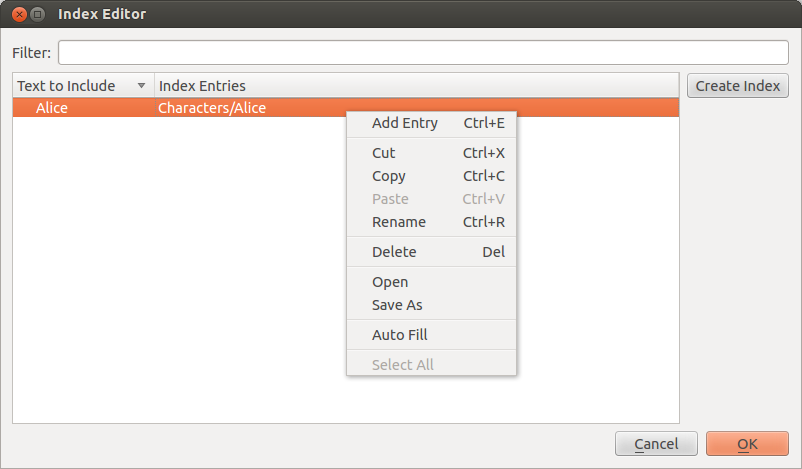 Index Editor
Filter:
Text to Include Index Entries Create Index
Alice Characters/Alice
Add Entry Ctrl+E
Cut Ctrl+X
Copy Ctrl+C
Paste Ctrl+V
Rename Ctrl+R
Delete Del
Open
Save As
Auto Fill
Select All
Cancel OK